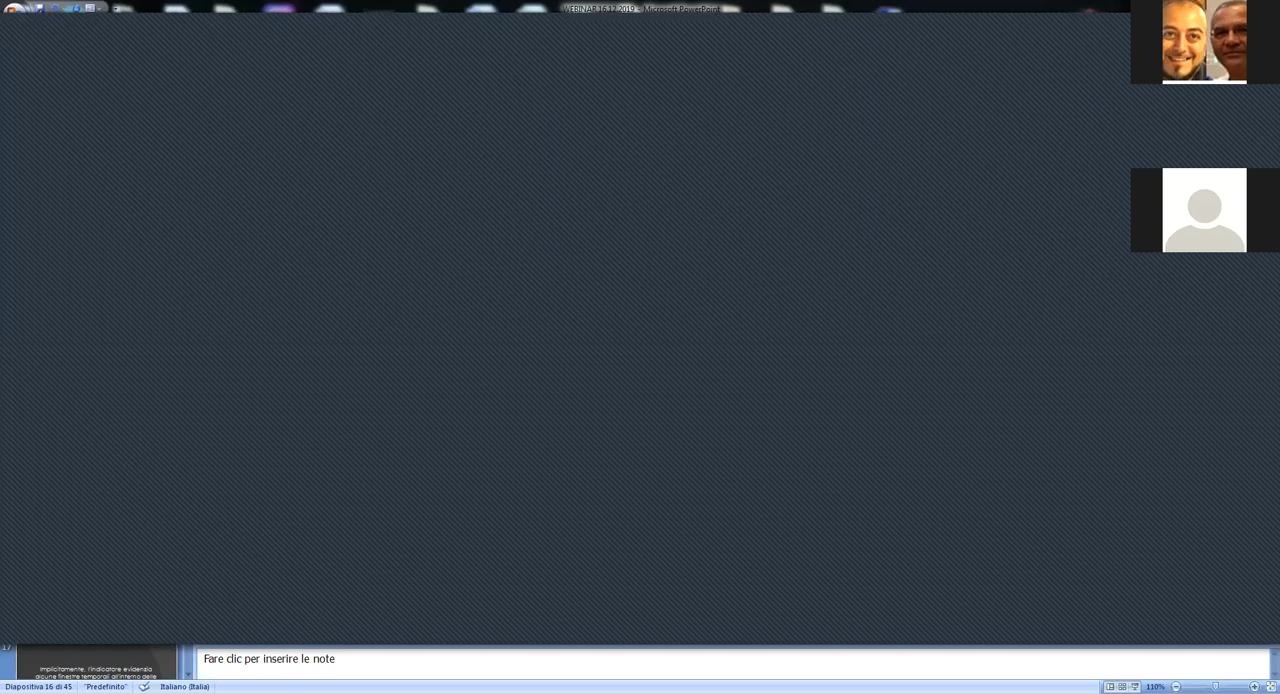 WEBINAR 16.12.2019 - Microsoft PowerPoint
17
Implicitamente, l'indicatore evidenzia
alcune finestre temporali all'interno delle
Fare clic per inserire le note
Diapositiva 16 di 45
"Predefinito"
Italiano (Italia)
110%